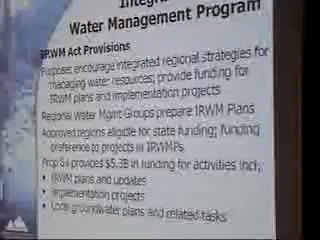 Integr
Water Management Program
IRWM Act Provisions
Purpose: encourage integrated regional strategies for
managing water resources; provide funding for
IRWM plans and implementation projects
Regional Water Mgmt Groups prepare IRWM Plans
Approved regions eligible for state funding; funding
preference to projects in IRWMPs
Prop 84 provides $5.3B in funding for activities incl;
• IRWM plans and updates
• Implementation projects
• Local groundwater plans and related tasks